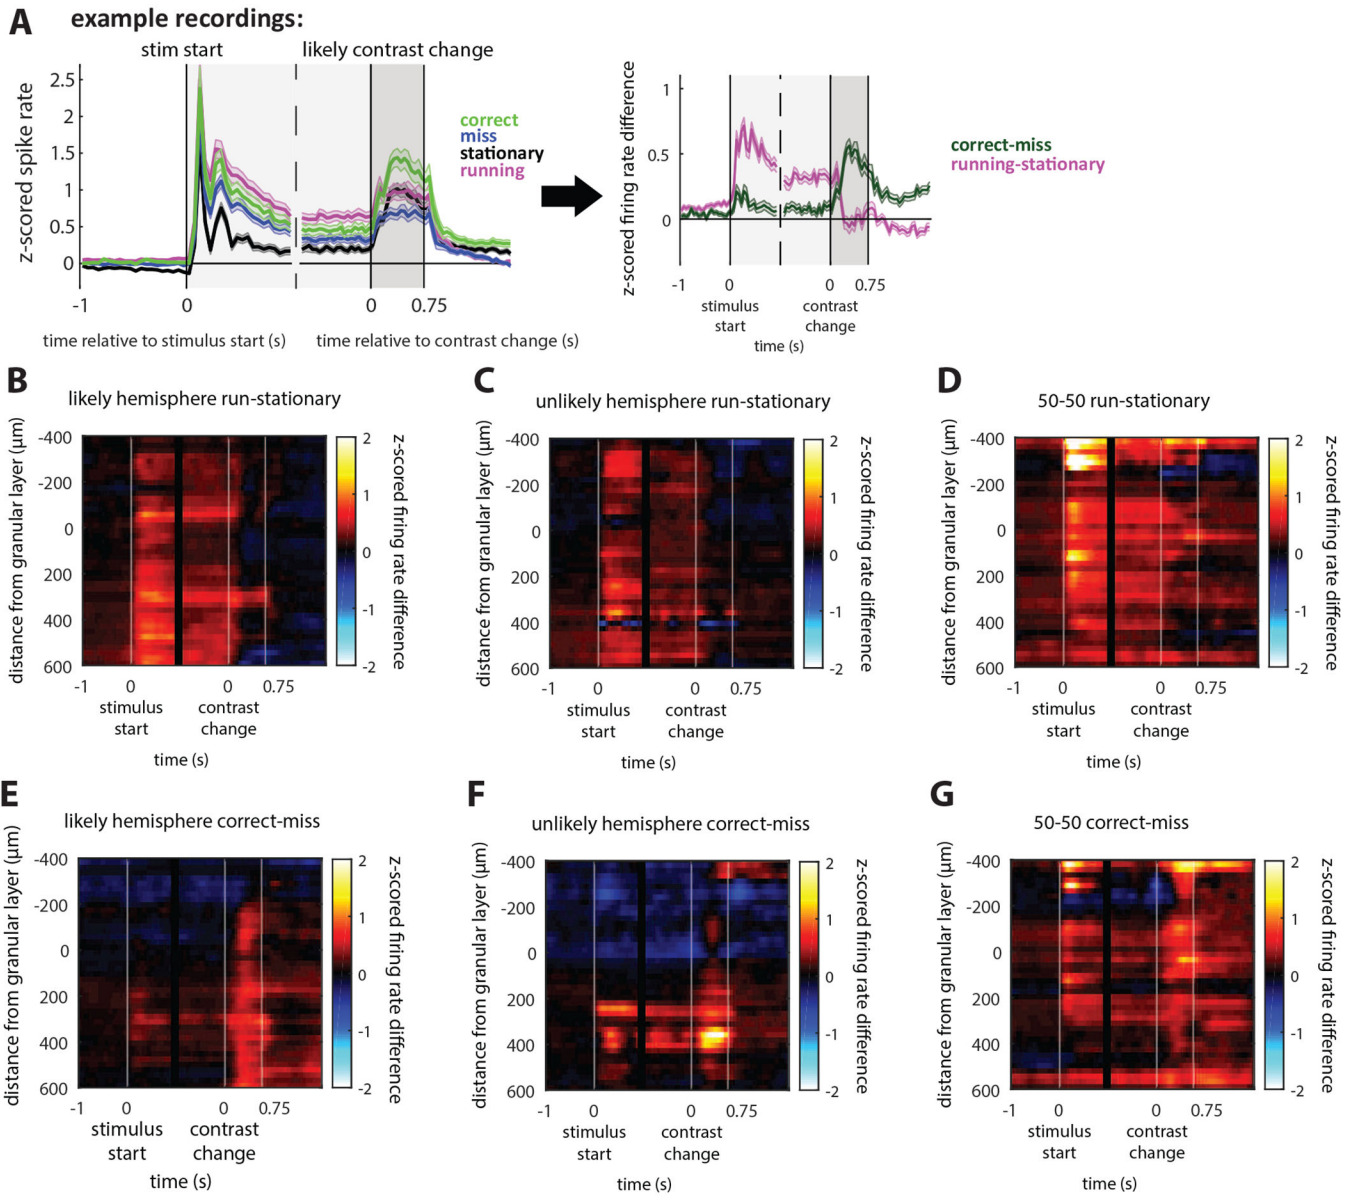 A
example recordings:
stim start
likely contrast change
z-scored spike rate
2.5
2
1.5
1
0.5
0
-1
0
0
0.75
time relative to stimulus start (s)
time relative to contrast change (s)
correct
miss
stationary
running
z-scored firing rate difference
1
0.5
0
-1
0
0
0.75
stimulus
start
contrast
change
time (s)
correct-miss
running-stationary
B
likely hemisphere run-stationary
distance from granular layer (μm)
-400
-200
0
200
400
600
-1
0
0
0.75
stimulus
start
contrast
change
time (s)
2
1
0
-1
-2
z-scored firing rate difference
C
unlikely hemisphere run-stationary
distance from granular layer (μm)
-400
-200
0
200
400
600
-1
0
0
0.75
stimulus
start
contrast
change
time (s)
2
1
0
-1
-2
z-scored firing rate difference
D
50-50 run-stationary
distance from granular layer (μm)
-400
-200
0
200
400
600
-1
0
0
0.75
stimulus
start
contrast
change
time (s)
2
1
0
-1
-2
z-scored firing rate difference
E
likely hemisphere correct-miss
distance from granular layer (μm)
-400
-200
0
200
400
600
-1
0
0
0.75
stimulus
start
contrast
change
time (s)
2
1
0
-1
-2
z-scored firing rate difference
F
unlikely hemisphere correct-miss
distance from granular layer (μm)
-400
-200
0
200
400
600
-1
0
0
0.75
stimulus
start
contrast
change
time (s)
2
1
0
-1
-2
z-scored firing rate difference
G
50-50 correct-miss
distance from granular layer (μm)
-400
-200
0
200
400
600
-1
0
0
0.75
stimulus
start
contrast
change
time (s)
2
1
0
-1
-2
z-scored firing rate difference